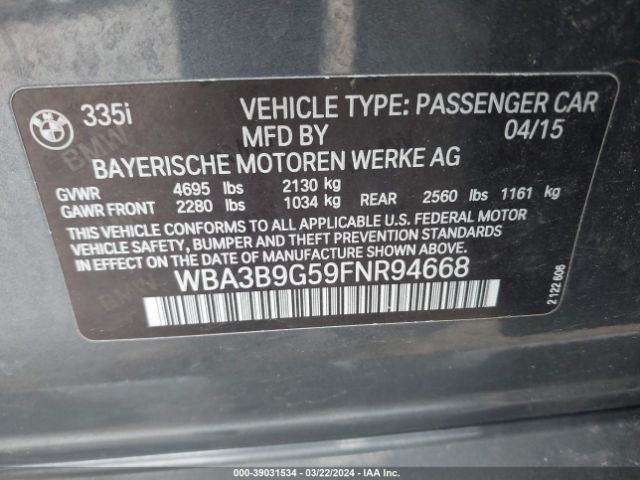 335i VEHICLE TYPE: PASSENGER CAR
MFD BY 04/15
BAYERISCHE MOTOREN WERKE AG
GVWR 4695 lbs 2130 kg
GAWR FRONT 2280 lbs 1034 kg REAR 2560 lbs 1161 kg
THIS VEHICLE CONFORMS TO ALL APPLICABLE U.S. FEDERAL MOTOR
VEHICLE SAFETY, BUMPER AND THEFT PREVENTION STANDARDS
IN EFFECT ON THE DATE OF MANUFACTURE SHOWN ABOVE.
WBA3B9G59FNR94668
2 122 606
000-39031534 - 03/22/2024 - IAAI COPYRIGHT